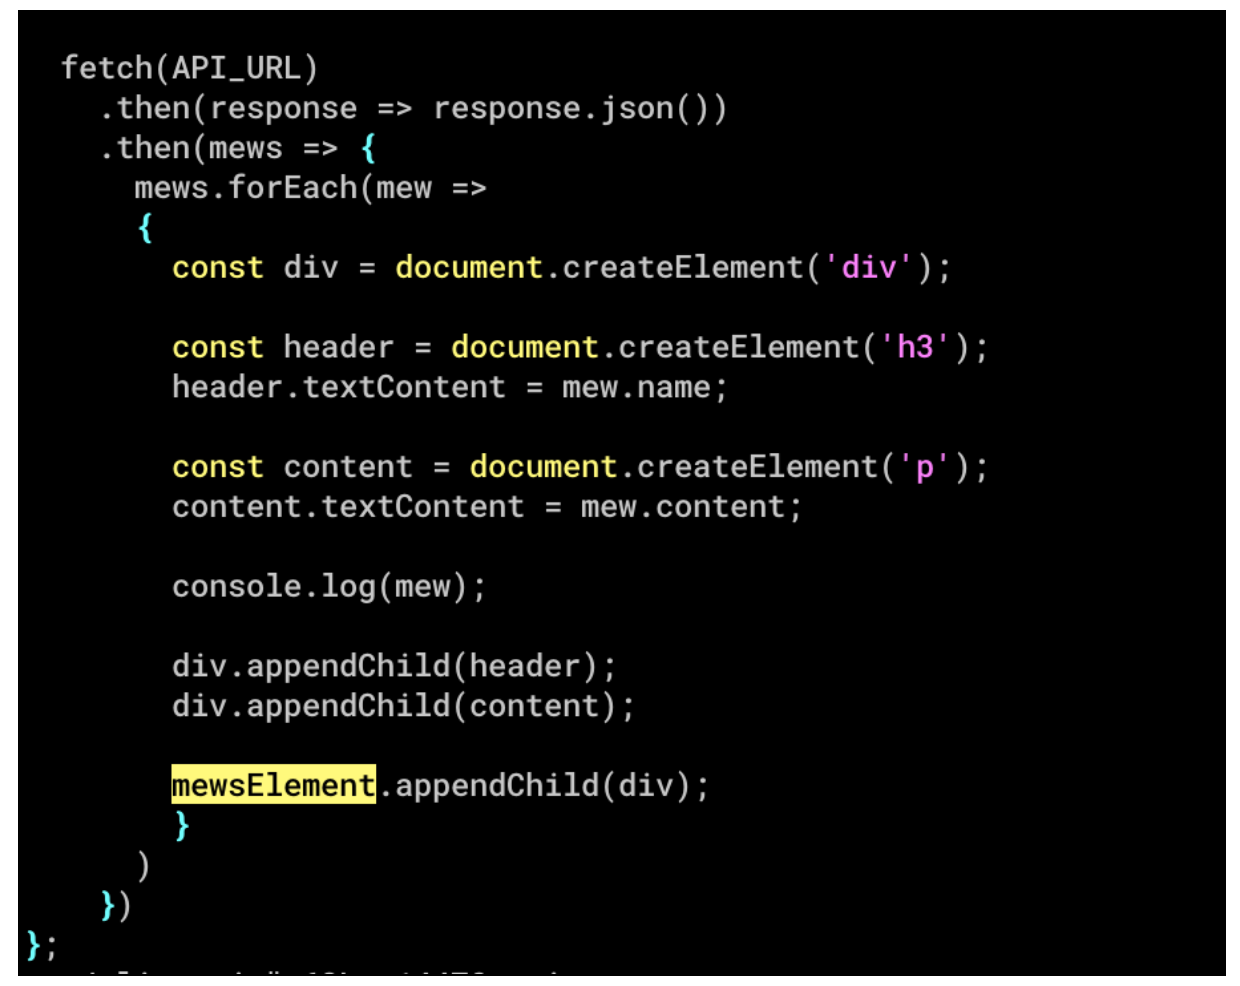 fetch(API_URL)
.then(response => response.json())
.then(mews => {
mews.forEach(mew =>
{
const div = document.createElement('div');
const header = document.createElement('h3');
header.textContent = mew.name;
const content = document.createElement('p');
content.textContent = mew.content;
console.log(mew);
div.appendChild(header);
div.appendChild(content);
mewsElement.appendChild(div);
}
)
})
};